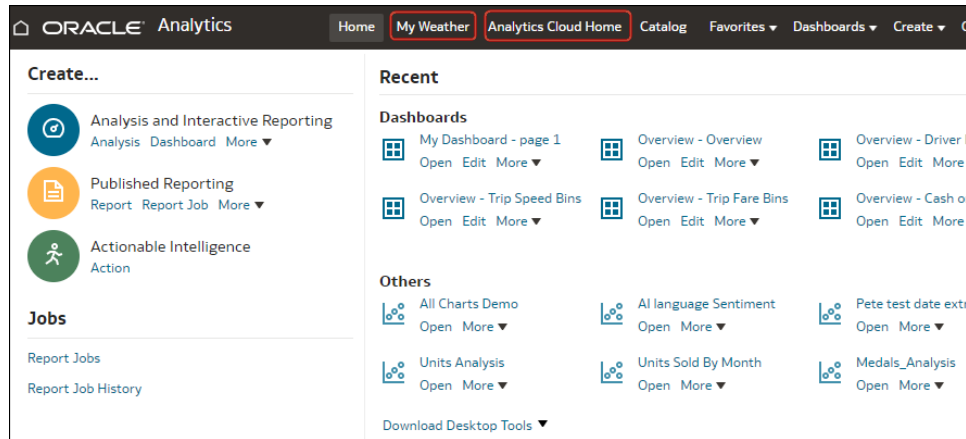 ORACLE Analytics Home My Weather Analytics Cloud Home Catalog Favorites Dashboards Create
Create...
Analysis and Interactive Reporting
Analysis Dashboard More
Published Reporting
Report Report Job More
Actionable Intelligence
Action
Jobs
Report Jobs
Report Job History
Recent
Dashboards
My Dashboard - page 1 Overview - Overview Overview - Driver
Open Edit More Open Edit More Open Edit More
Overview - Trip Speed Bins Overview - Trip Fare Bins Overview - Cash o
Open Edit More Open Edit More Open Edit More
Others
All Charts Demo AI language Sentiment Pete test date ext
Open More Open More Open More
Units Analysis Units Sold By Month Medals_Analysis
Open More Open More Open More
Download Desktop Tools